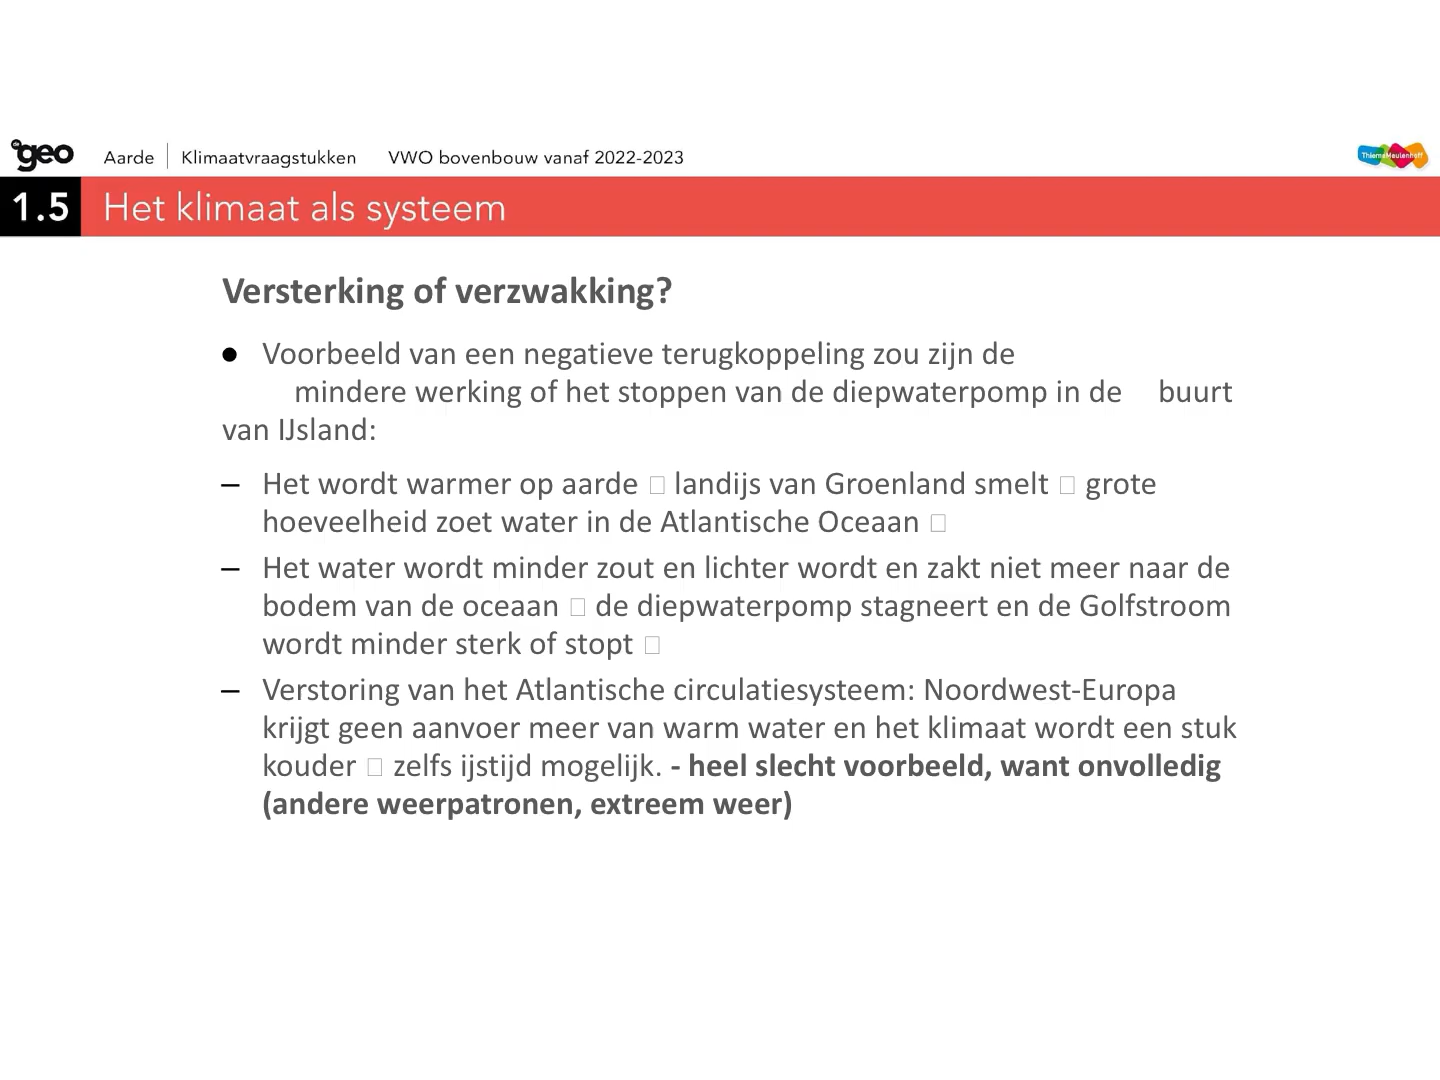 de geo
Aarde | Klimaatvraagstukken VWO bovenbouw vanaf 2022-2023
ThiemeMeulenhoff
1.5 Het klimaat als systeem
Versterking of verzwakking?
● Voorbeeld van een negatieve terugkoppeling zou zijn de
mindere werking of het stoppen van de diepwaterpomp in de buurt
van IJsland:
– Het wordt warmer op aarde □ landijs van Groenland smelt □ grote
hoeveelheid zoet water in de Atlantische Oceaan □
– Het water wordt minder zout en lichter wordt en zakt niet meer naar de
bodem van de oceaan □ de diepwaterpomp stagneert en de Golfstroom
wordt minder sterk of stopt □
– Verstoring van het Atlantische circulatiesysteem: Noordwest-Europa
krijgt geen aanvoer meer van warm water en het klimaat wordt een stuk
kouder □ zelfs ijstijd mogelijk. - heel slecht voorbeeld, want onvolledig
(andere weerpatronen, extreem weer)